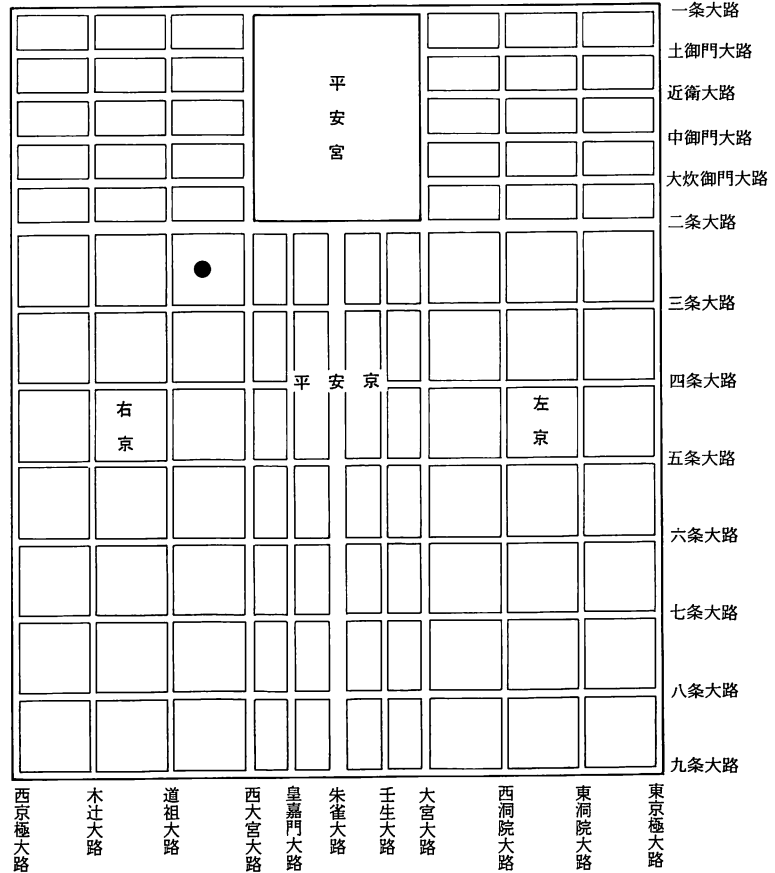 一条大路
土御門大路
近衛大路
中御門大路
大炊御門大路
二条大路
三条大路
四条大路
五条大路
六条大路
七条大路
八条大路
九条大路
平安宮
平安京
右京
左京
西京極大路
木辻大路
道祖大路
西大宮大路
皇嘉門大路
朱雀大路
壬生大路
大宮大路
西洞院大路
東洞院大路
東京極大路